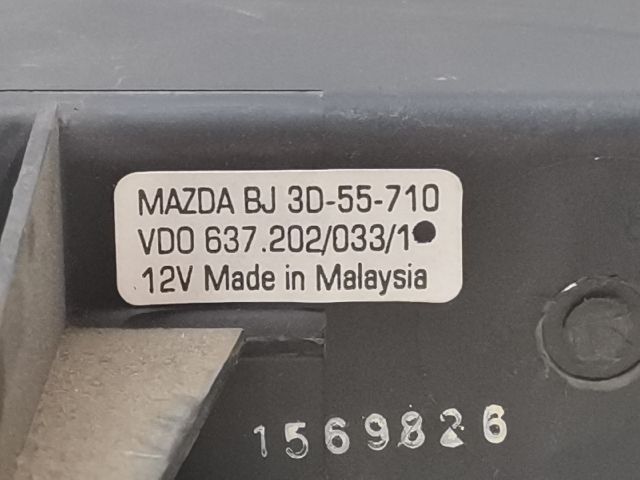 MAZDA BJ 3D-55-710
VDO 637.202/033/1
12V Made in Malaysia
1569826